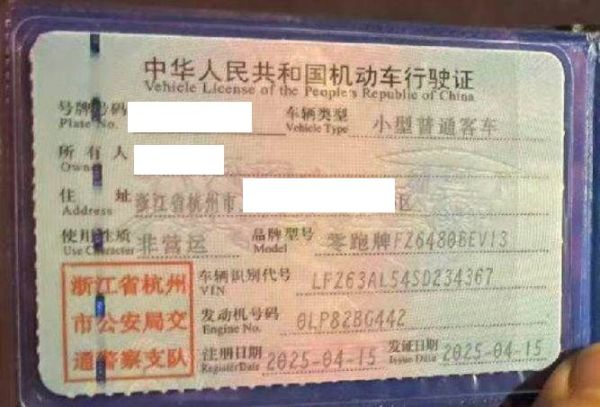 中华人民共和国机动车行驶证
Vehicle License of the People's Republic of China
号牌号码 车辆类型 小型普通客车
Plate No. Vehicle Type
所有人
Owner
住址 浙江省杭州市 区
Address
使用性质 非营运 品牌型号 零跑牌FZ6480BEV13
Use Character Model
浙江省杭州 车辆识别代号 LFZ63AL54SD234367
VIN
市公安局交 发动机号码 0LP82BG442
Engine No.
通警察支队 注册日期 2025-04-15 发证日期 2025-04-15
Register Date Issue Date